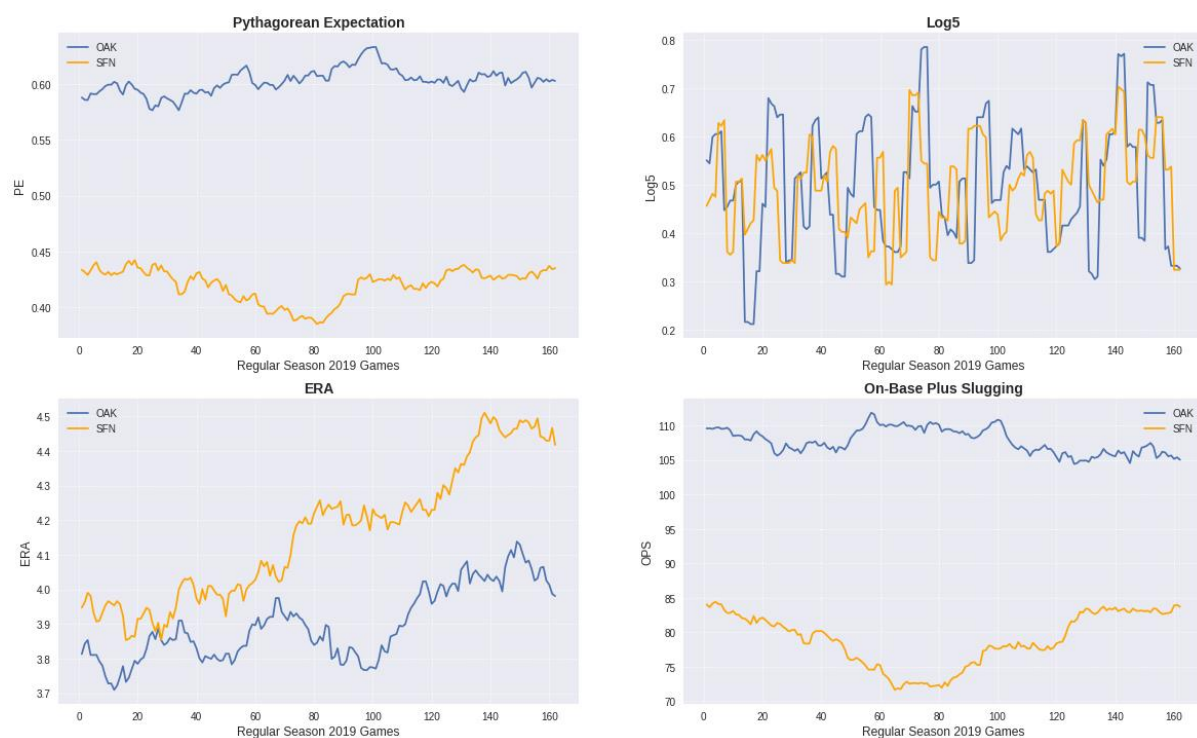 Pythagorean Expectation
OAK
SFN
0.60
0.55
0.50
0.45
0.40
PE
0 20 40 60 80 100 120 140 160
Regular Season 2019 Games
Log5
OAK
SFN
0.8
0.7
0.6
0.5
0.4
0.3
0.2
Log5
0 20 40 60 80 100 120 140 160
Regular Season 2019 Games
ERA
OAK
SFN
4.5
4.4
4.3
4.2
4.1
4.0
3.9
3.8
3.7
ERA
0 20 40 60 80 100 120 140 160
Regular Season 2019 Games
On-Base Plus Slugging
OAK
SFN
110
105
100
95
90
85
80
75
70
OPS
0 20 40 60 80 100 120 140 160
Regular Season 2019 Games